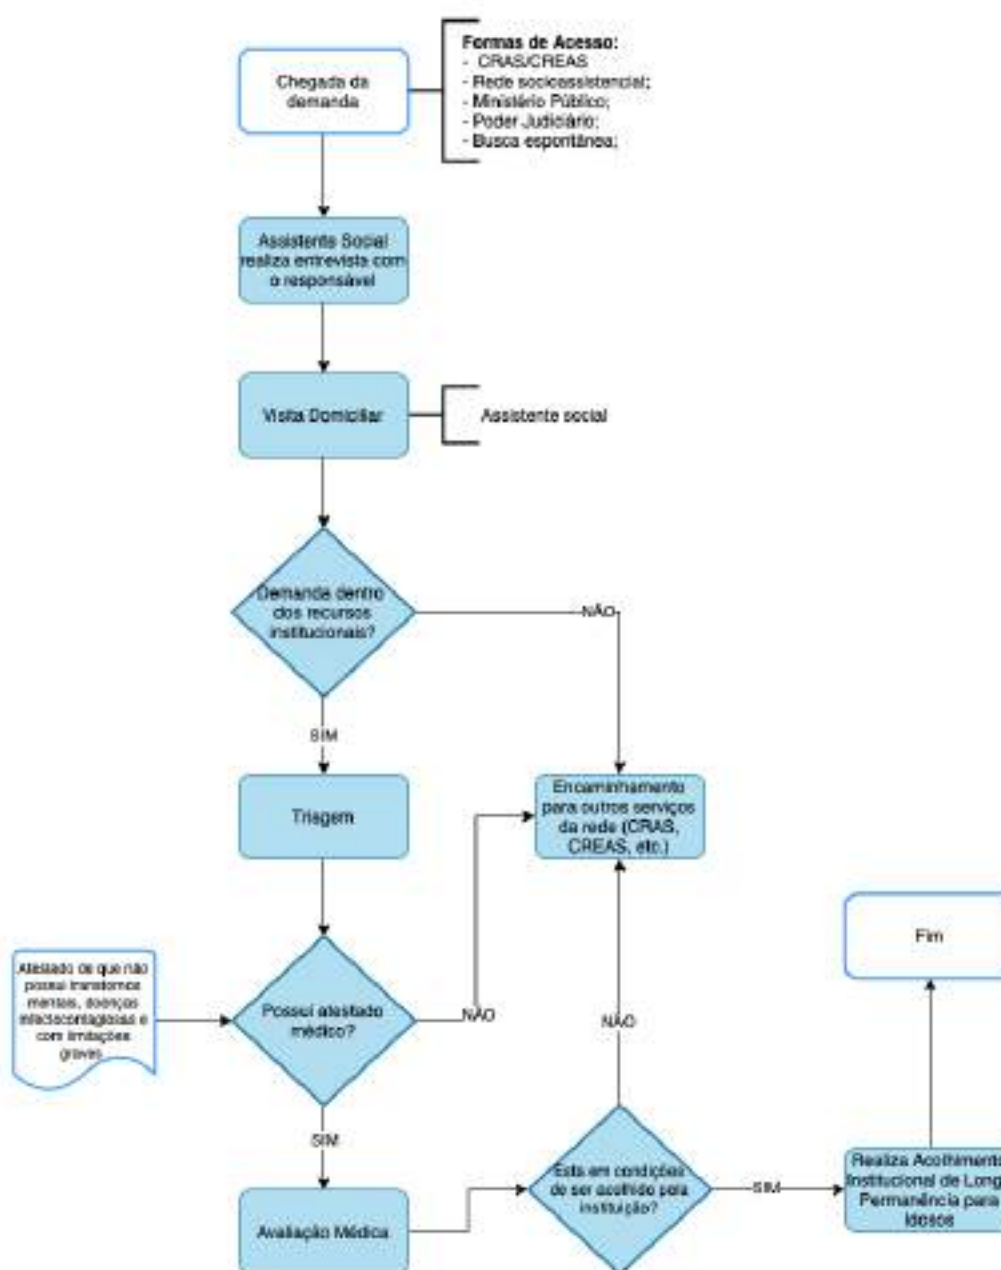 Formas de Acesso:
- CRAS/CREAS
- Rede socioassistencial;
- Ministério Público;
- Poder Judiciário;
- Busca espontânea;
Chegada da
demanda
Assistente Social
realiza entrevista com
o responsável
Visita Domiciliar
Assistente social
Demanda dentro
dos recursos
institucionais?
NÃO
SIM
Triagem
Encaminhamento
para outros serviços
da rede (CRAS,
CREAS, etc.)
Atestado de que não
possui transtornos
mentais, doenças
infectocontagiosas e
com limitações
graves
Possui atestado
médico?
NÃO
NÃO
Fim
SIM
Avaliação Médica
Esta em condições
de ser acolhido pela
instituição?
SIM
Realiza Acolhimento
Institucional de Long
Permanência para
Idosos